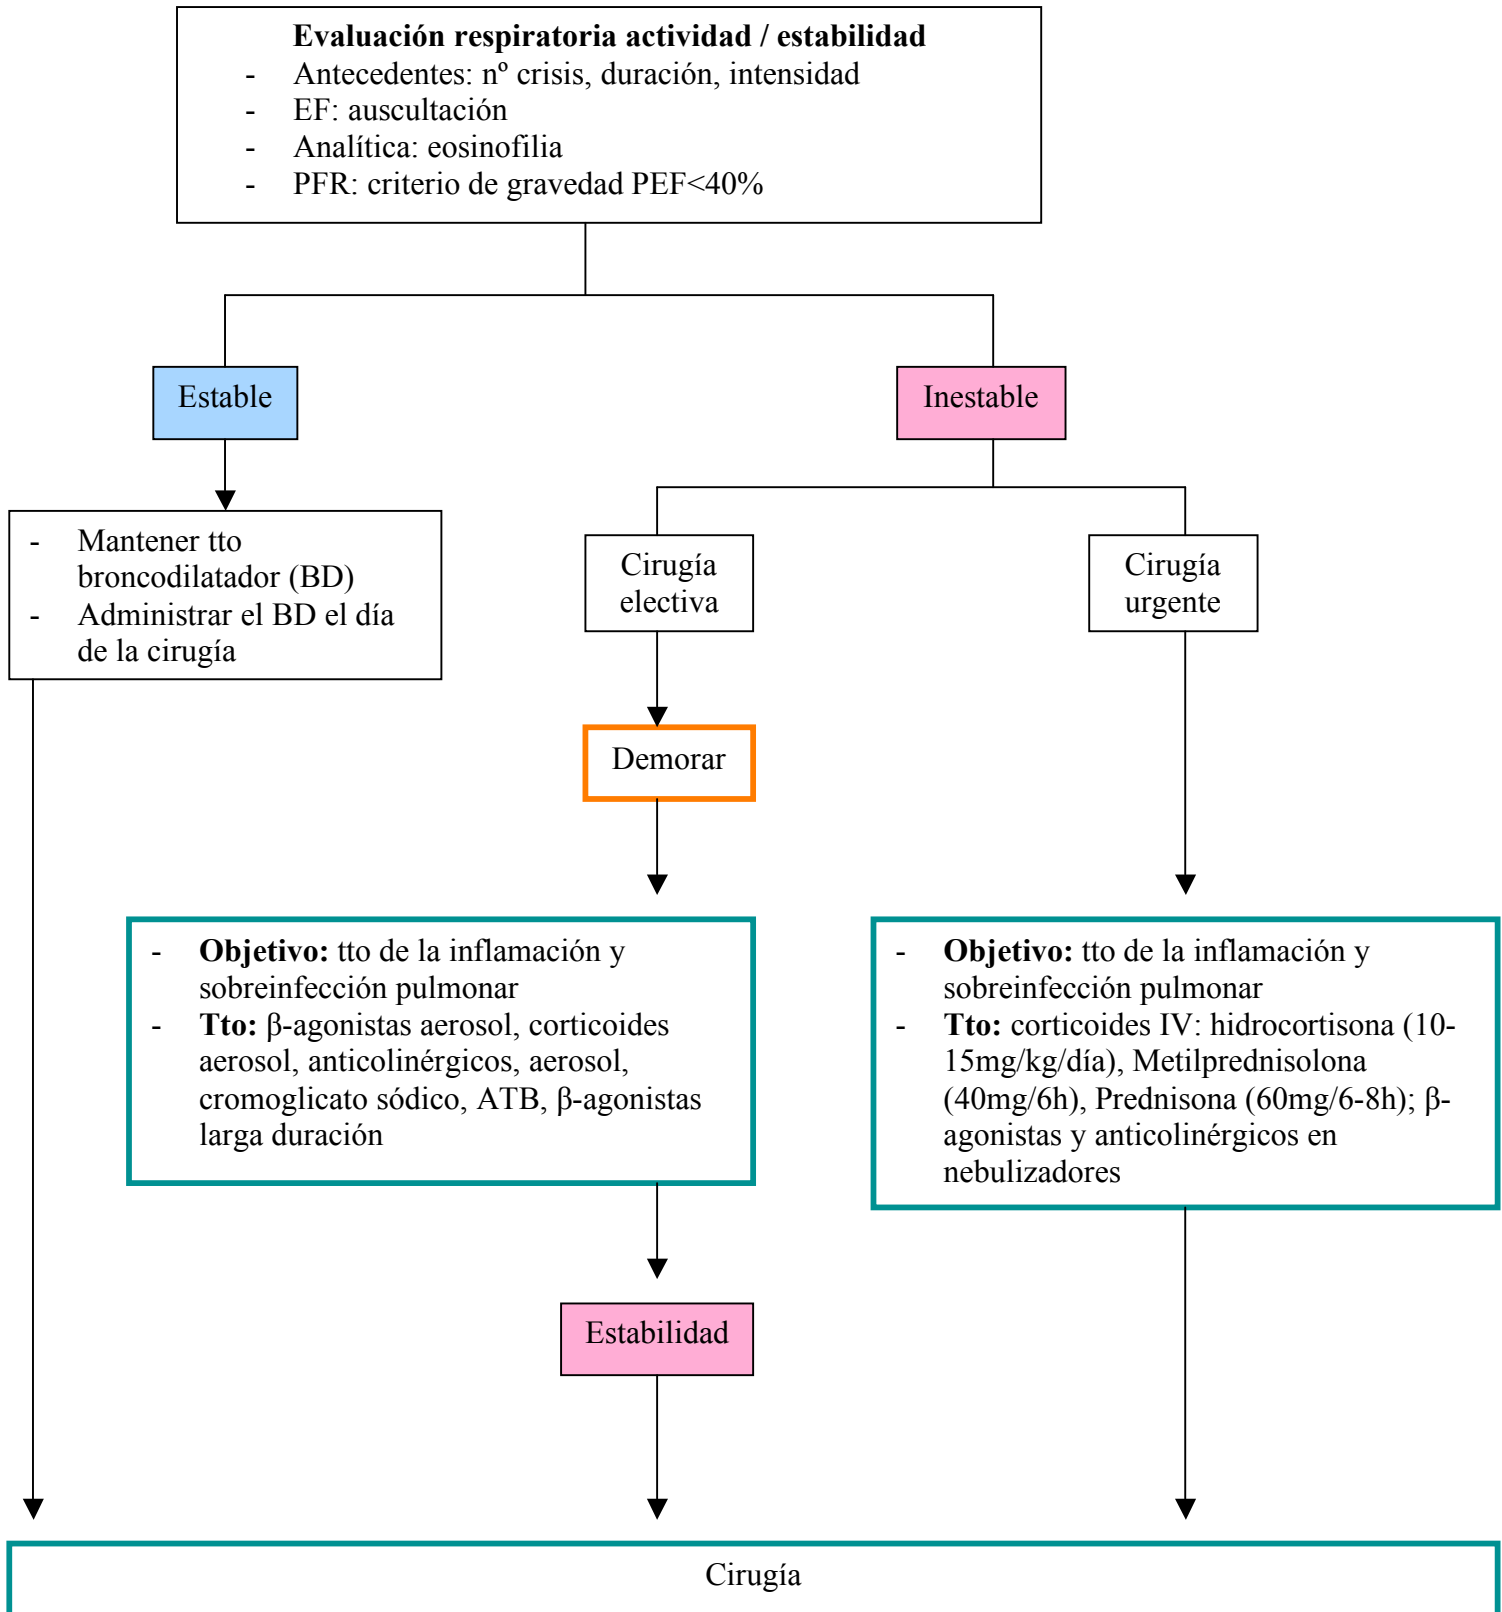 Evaluación respiratoria actividad / estabilidad
- Antecedentes: nº crisis, duración, intensidad
- EF: auscultación
- Analítica: eosinofilia
- PFR: criterio de gravedad PEF<40%
Estable
Inestable
- Mantener tto
broncodilatador (BD)
- Administrar el BD el día
de la cirugía
Cirugía
electiva
Cirugía
urgente
Demorar
- Objetivo: tto de la inflamación y
sobreinfección pulmonar
- Tto: β-agonistas aerosol, corticoides
aerosol, anticolinérgicos, aerosol,
cromoglicato sódico, ATB, β-agonistas
larga duración
- Objetivo: tto de la inflamación y
sobreinfección pulmonar
- Tto: corticoides IV: hidrocortisona (10-
15mg/kg/día), Metilprednisolona
(40mg/6h), Prednisona (60mg/6-8h); β-
agonistas y anticolinérgicos en
nebulizadores
Estabilidad
Cirugía